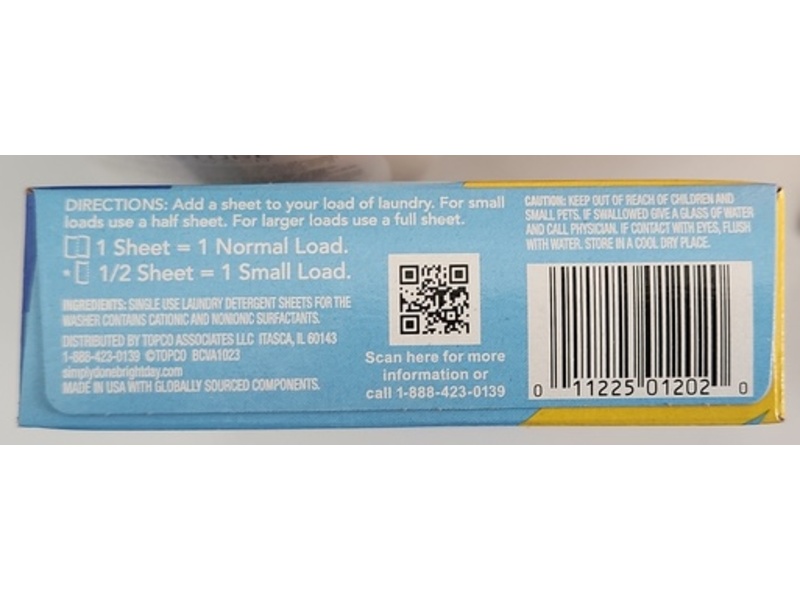 DIRECTIONS: Add a sheet to your load of laundry. For small
loads use a half sheet. For larger loads use a full sheet.
1 Sheet = 1 Normal Load.
• 1/2 Sheet = 1 Small Load.
INGREDIENTS: SINGLE USE LAUNDRY DETERGENT SHEETS FOR THE
WASHER CONTAINS CATIONIC AND NONIONIC SURFACTANTS.
DISTRIBUTED BY TOPCO ASSOCIATES LLC ITASCA, IL 60143
1-888-423-0139 ©TOPCO BCVA1023
simplydonebrightday.com
MADE IN USA WITH GLOBALLY SOURCED COMPONENTS.
Scan here for more
information or
call 1-888-423-0139
CAUTION: KEEP OUT OF REACH OF CHILDREN AND
SMALL PETS. IF SWALLOWED GIVE A GLASS OF WATER
AND CALL PHYSICIAN. IF CONTACT WITH EYES, FLUSH
WITH WATER. STORE IN A COOL DRY PLACE.
0 11225 01202 0